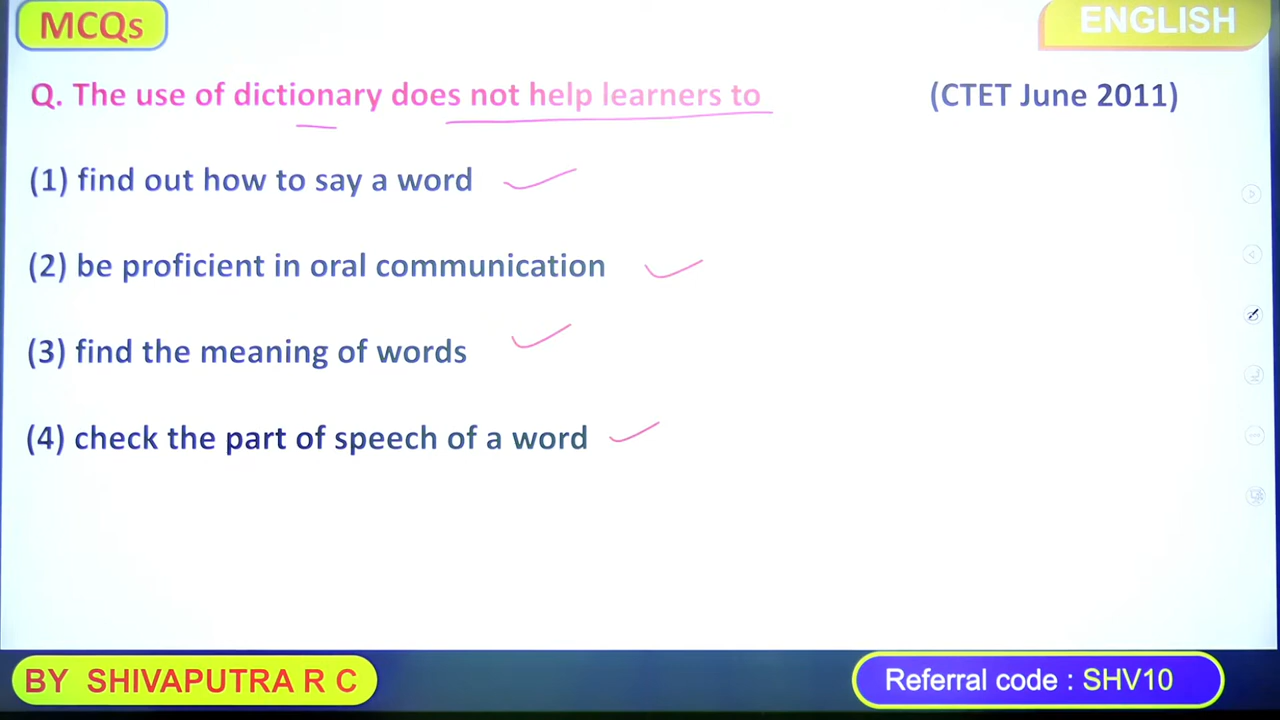 MCQs
ENGLISH
Q. The use of dictionary does not help learners to (CTET June 2011)
(1) find out how to say a word
(2) be proficient in oral communication
(3) find the meaning of words
(4) check the part of speech of a word
BY SHIVAPUTRA R C
Referral code : SHV10